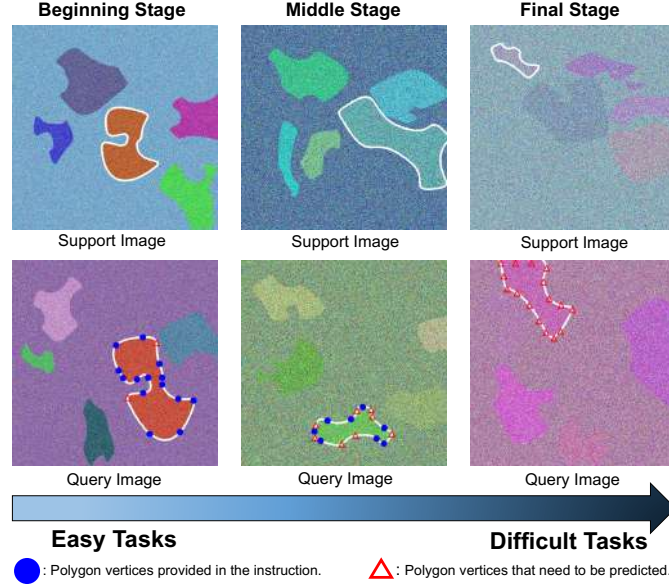 Beginning Stage
Middle Stage
Final Stage
Support Image
Support Image
Support Image
Query Image
Query Image
Query Image
Easy Tasks
Difficult Tasks
: Polygon vertices provided in the instruction.
: Polygon vertices that need to be predicted.